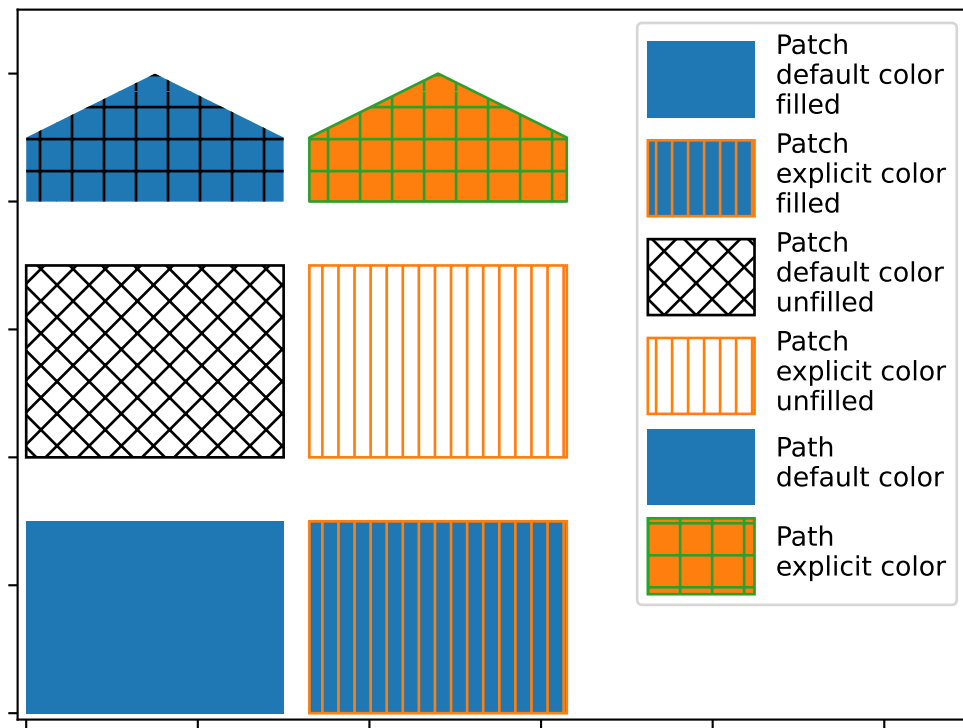 Patch
default color
filled
Patch
explicit color
filled
Patch
default color
unfilled
Patch
explicit color
unfilled
Path
default color
Path
explicit color